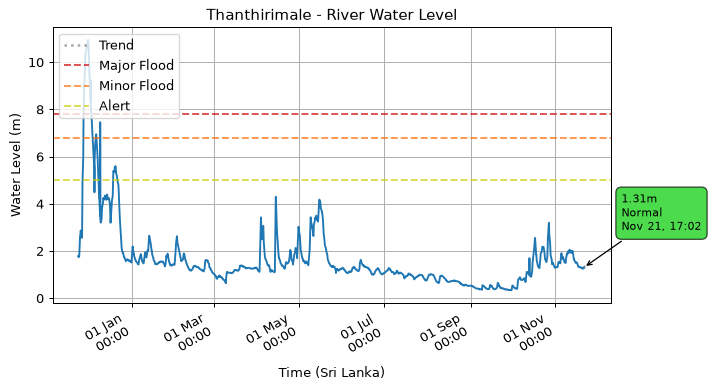 Thanthirimale - River Water Level
Trend
Major Flood
Minor Flood
Alert
Water Level (m)
10
8
6
4
2
0
1.31m
Normal
Nov 21, 17:02
01 Jan
00:00
01 Mar
00:00
01 May
00:00
01 Jul
00:00
01 Sep
00:00
01 Nov
00:00
Time (Sri Lanka)